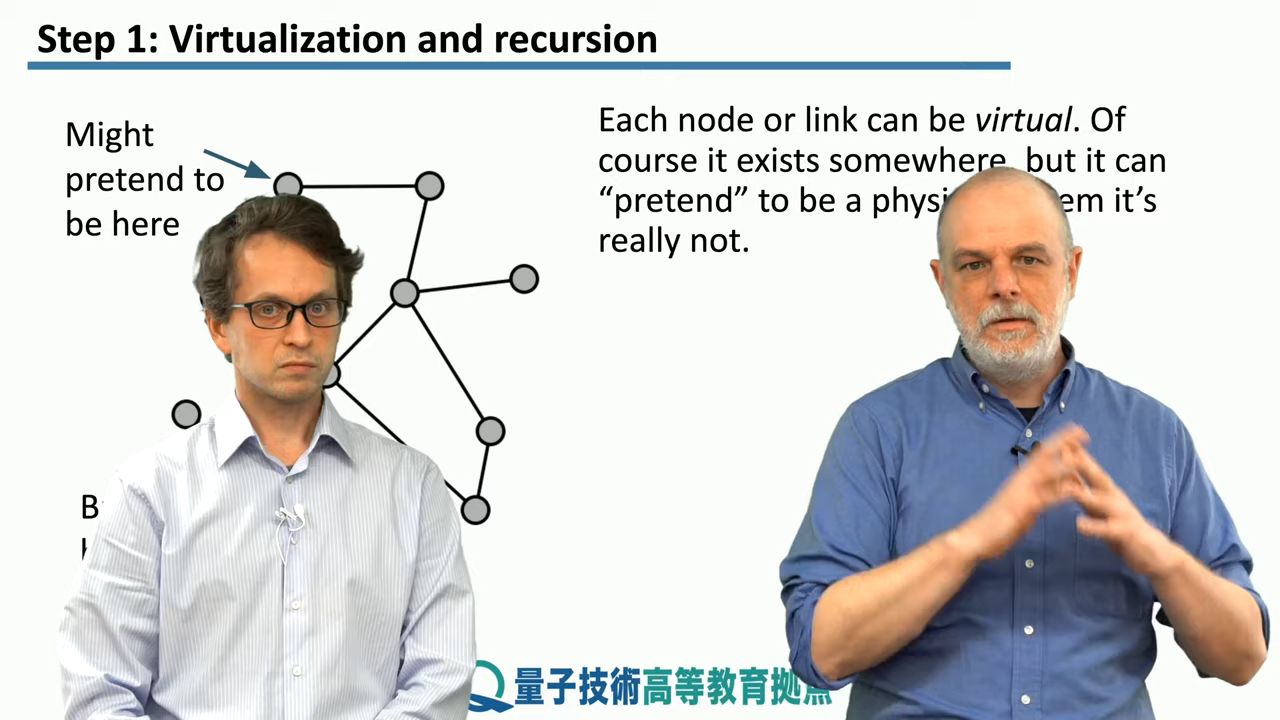 Step 1: Virtualization and recursion
Might
pretend to
be here
Each node or link can be virtual. Of
course it exists somewhere, but it can
“pretend” to be a it’s
really not.
量子技術高等教育拠点